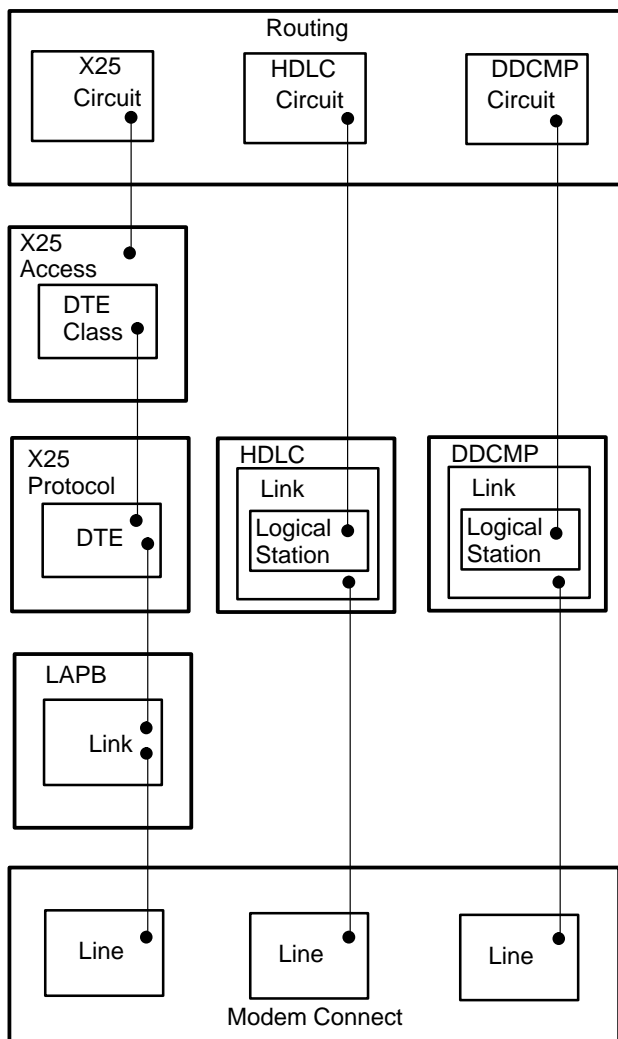 Routing
X25
Circuit
HDLC
Circuit
DDCMP
Circuit
X25
Access
DTE
Class
X25
Protocol
DTE
HDLC
Link
Logical
Station
DDCMP
Link
Logical
Station
LAPB
Link
Line
Line
Line
Modem Connect